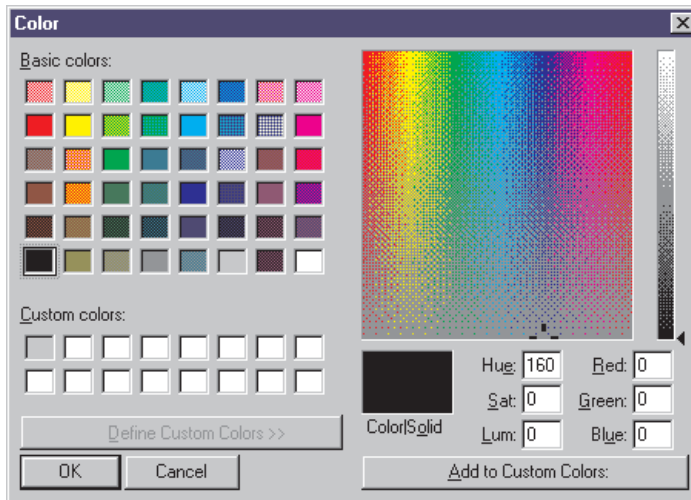 Color
Basic colors:
Custom colors:
Define Custom Colors >>
OK
Cancel
Color|Solid
Hue: 160
Sat: 0
Lum: 0
Red: 0
Green: 0
Blue: 0
Add to Custom Colors: